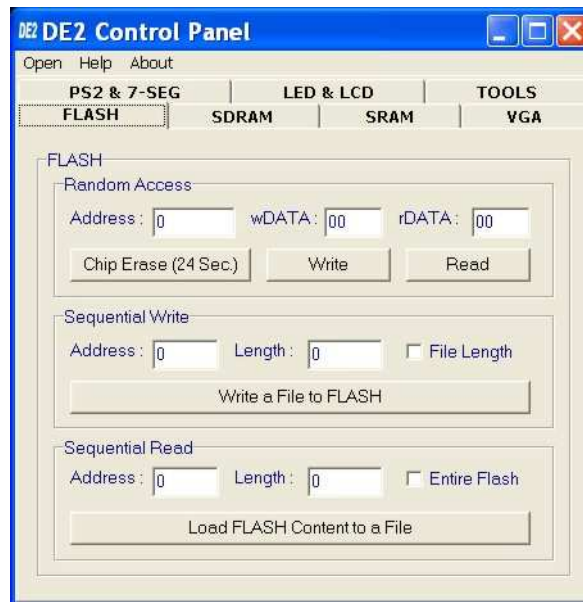 DE2 DE2 Control Panel
Open Help About
PS2 & 7-SEG LED & LCD TOOLS
FLASH SDRAM SRAM VGA
FLASH
Random Access
Address : 0 wDATA : 00 rDATA : 00
Chip Erase (24 Sec.) Write Read
Sequential Write
Address : 0 Length : 0 File Length
Write a File to FLASH
Sequential Read
Address : 0 Length : 0 Entire Flash
Load FLASH Content to a File